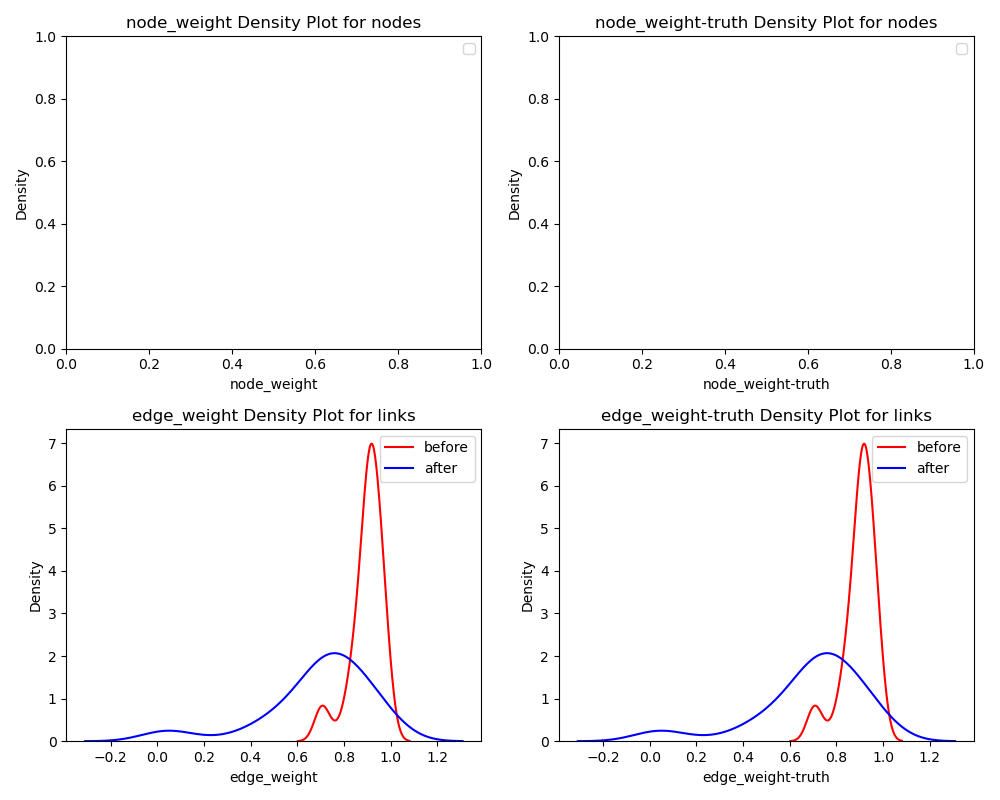 node_weight Density Plot for nodes
1.0
0.8
0.6
0.4
0.2
0.0
Density
0.0 0.2 0.4 0.6 0.8 1.0
node_weight
node_weight-truth Density Plot for nodes
1.0
0.8
0.6
0.4
0.2
0.0
Density
0.0 0.2 0.4 0.6 0.8 1.0
node_weight-truth
edge_weight Density Plot for links
before
after
7
6
5
4
3
2
1
0
Density
−0.2 0.0 0.2 0.4 0.6 0.8 1.0 1.2
edge_weight
edge_weight-truth Density Plot for links
before
after
7
6
5
4
3
2
1
0
Density
−0.2 0.0 0.2 0.4 0.6 0.8 1.0 1.2
edge_weight-truth